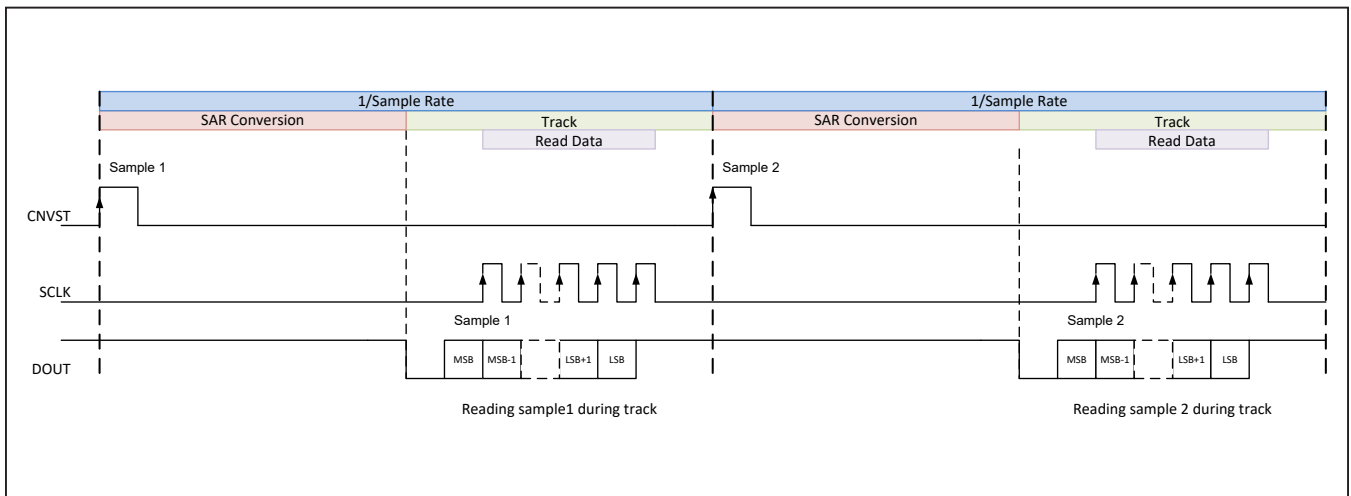 1/Sample Rate 1/Sample Rate
SAR Conversion Track SAR Conversion Track
Read Data Read Data
Sample 1 Sample 2
CNVST
SCLK
Sample 1 Sample 2
DOUT MSB MSB-1 LSB+1 LSB MSB MSB-1 LSB+1 LSB
Reading sample1 during track Reading sample 2 during track